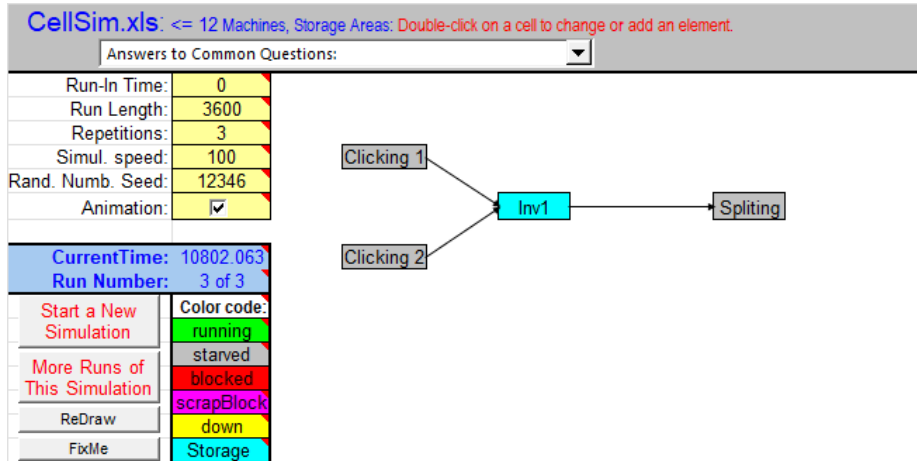 CellSim.xls: <= 12 Machines, Storage Areas: Double-click on a cell to change or add an element.
Answers to Common Questions:
Run-In Time: 0
Run Length: 3600
Repetitions: 3
Simul. speed: 100
Rand. Numb. Seed: 12346
Animation:
Clicking 1
Inv1
Spliting
Clicking 2
CurrentTime: 10802.063
Run Number: 3 of 3
Start a New
Simulation
More Runs of
This Simulation
ReDraw
FixMe
Color code:
running
starved
blocked
scrapBlock
down
Storage